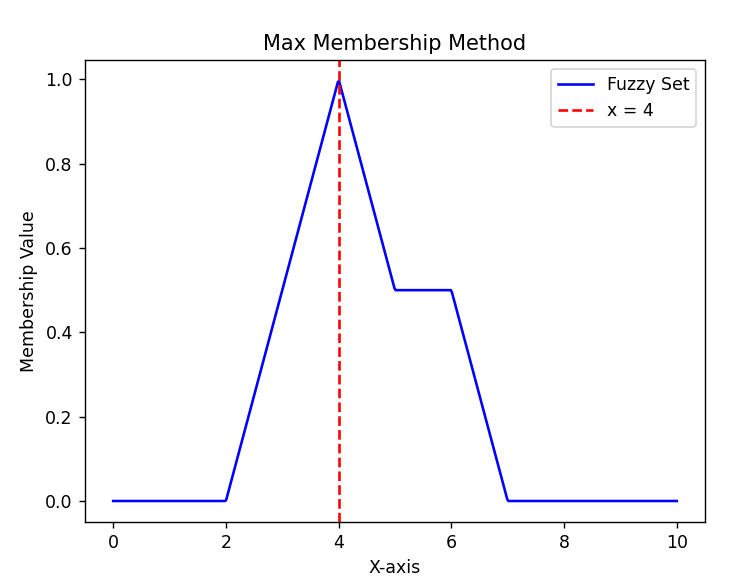 Max Membership Method
Fuzzy Set
x = 4
Membership Value
1.0
0.8
0.6
0.4
0.2
0.0
0 2 4 6 8 10
X-axis